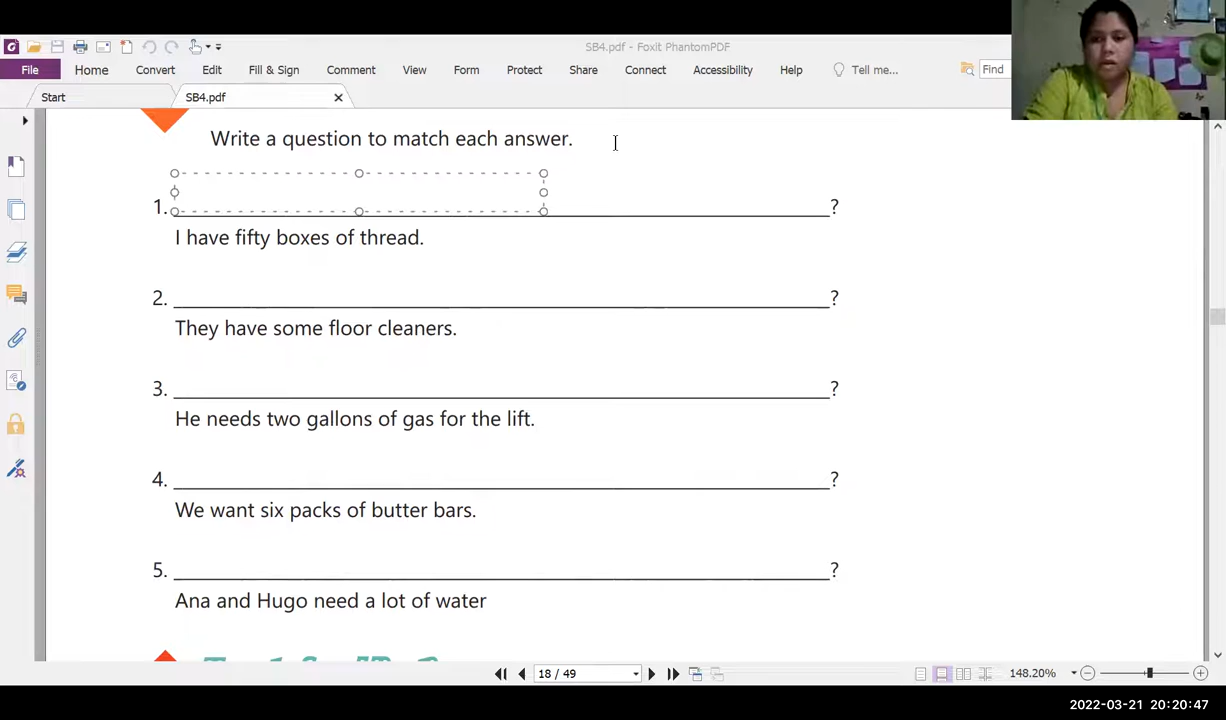 SB4.pdf - Foxit PhantomPDF
File Home Convert Edit Fill & Sign Comment View Form Protect Share Connect Accessibility Help Tell me... Find
Start SB4.pdf
Write a question to match each answer.
1. ?
I have fifty boxes of thread.
2. ?
They have some floor cleaners.
3. ?
He needs two gallons of gas for the lift.
4. ?
We want six packs of butter bars.
5. ?
Ana and Hugo need a lot of water
18 / 49 148.20%
2022-03-21 20:20:47